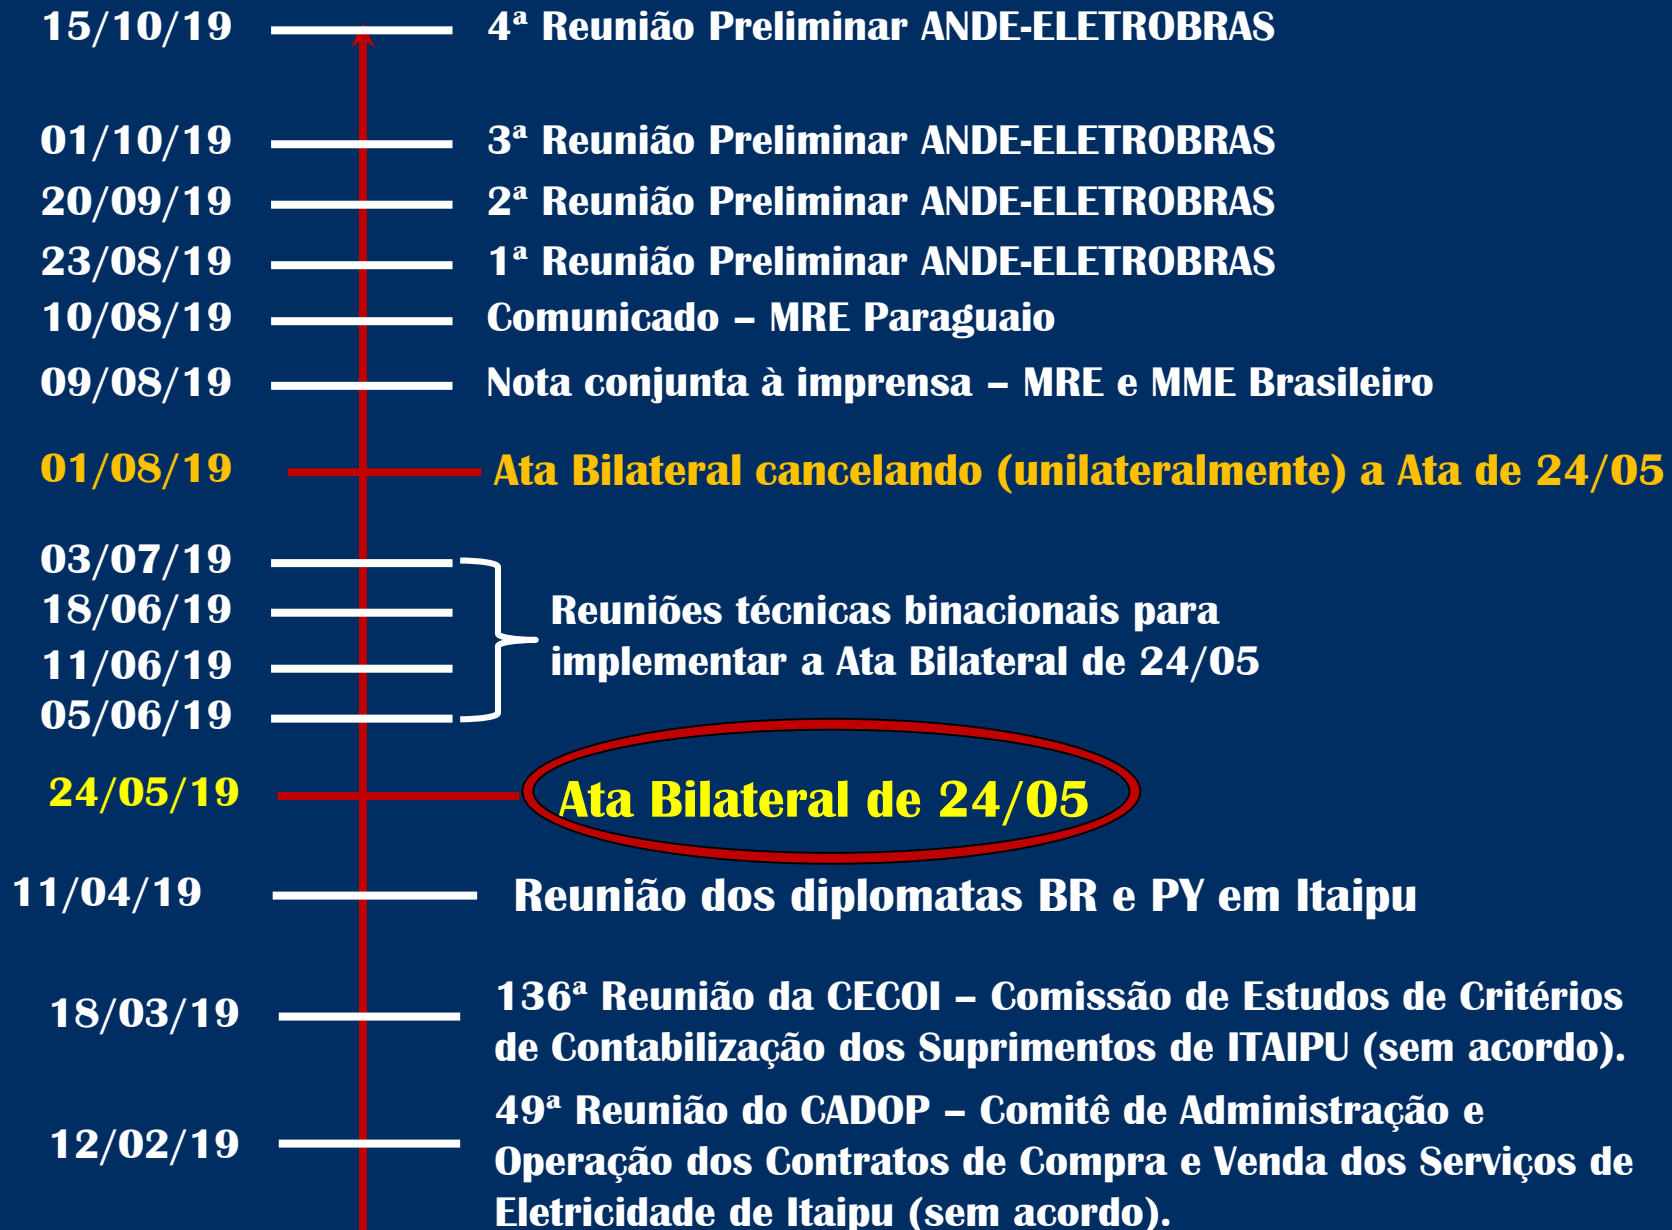 15/10/19 4ª Reunião Preliminar ANDE-ELETROBRAS
01/10/19 3ª Reunião Preliminar ANDE-ELETROBRAS
20/09/19 2ª Reunião Preliminar ANDE-ELETROBRAS
23/08/19 1ª Reunião Preliminar ANDE-ELETROBRAS
10/08/19 Comunicado – MRE Paraguaio
09/08/19 Nota conjunta à imprensa – MRE e MME Brasileiro
01/08/19 Ata Bilateral cancelando (unilateralmente) a Ata de 24/05
03/07/19
18/06/19
11/06/19
05/06/19
Reuniões técnicas binacionais para
implementar a Ata Bilateral de 24/05
24/05/19 Ata Bilateral de 24/05
11/04/19 Reunião dos diplomatas BR e PY em Itaipu
18/03/19
136ª Reunião da CECOI – Comissão de Estudos de Critérios
de Contabilização dos Suprimentos de ITAIPU (sem acordo).
12/02/19
49ª Reunião do CADOP – Comitê de Administração e
Operação dos Contratos de Compra e Venda dos Serviços de
Eletricidade de Itaipu (sem acordo).